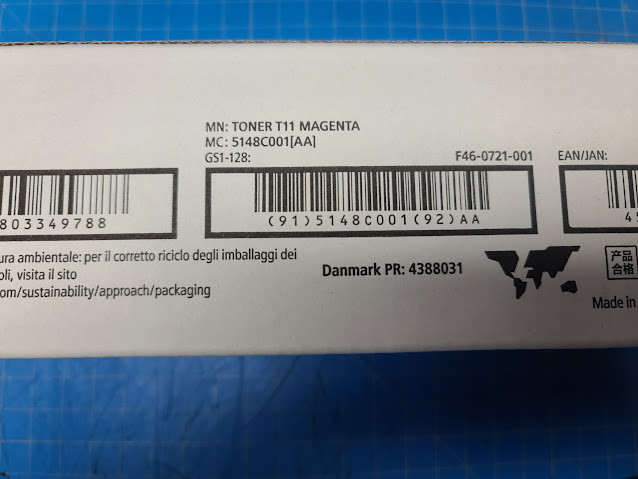 MN: TONER T11 MAGENTA
MC: 5148C001[AA]
GS1-128: F46-0721-001 EAN/JAN:
803349788 (91)5148C001(92)AA 4
ura ambientale: per il corretto riciclo degli imballaggi dei
oli, visita il sito
Danmark PR: 4388031
产品
合格
om/sustainability/approach/packaging
Made in